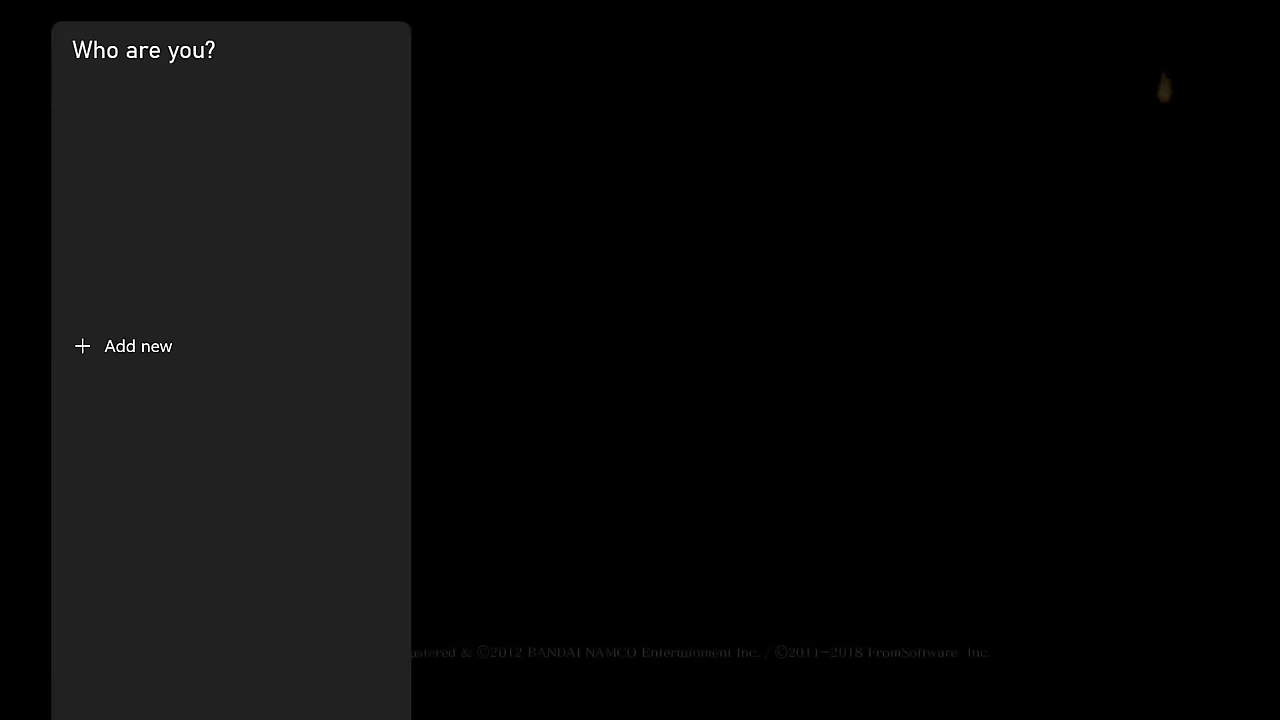 Who are you?
Add new
astered & ©2012 BANDAI NAMCO Entertainment Inc. / ©2011-2018 FromSoftware, Inc.